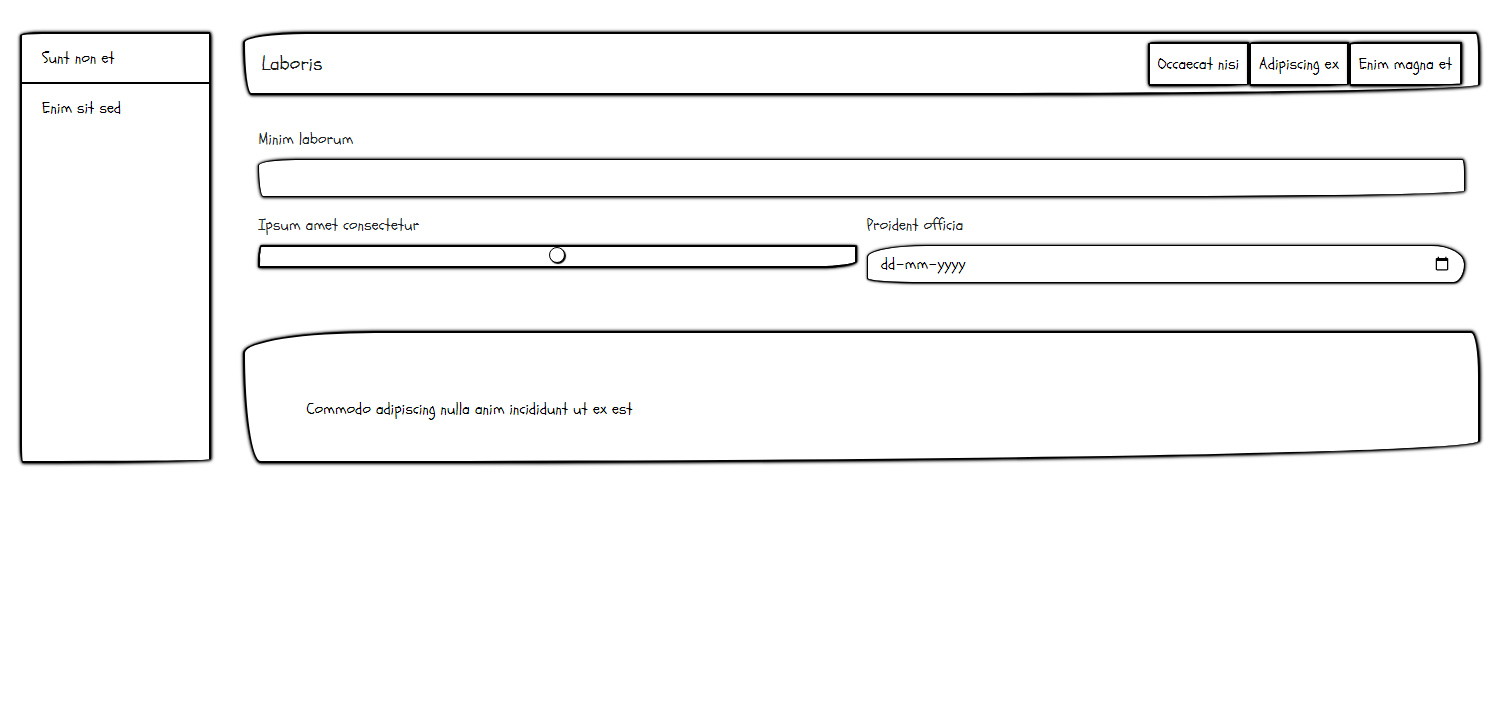 Sunt non et
Enim sit sed
Laboris
Occaecat nisi
Adipiscing ex
Enim magna et
Minim laborum
Ipsum amet consectetur
Proident officia
dd-mm-yyyy
Commodo adipiscing nulla anim incididunt ut ex est